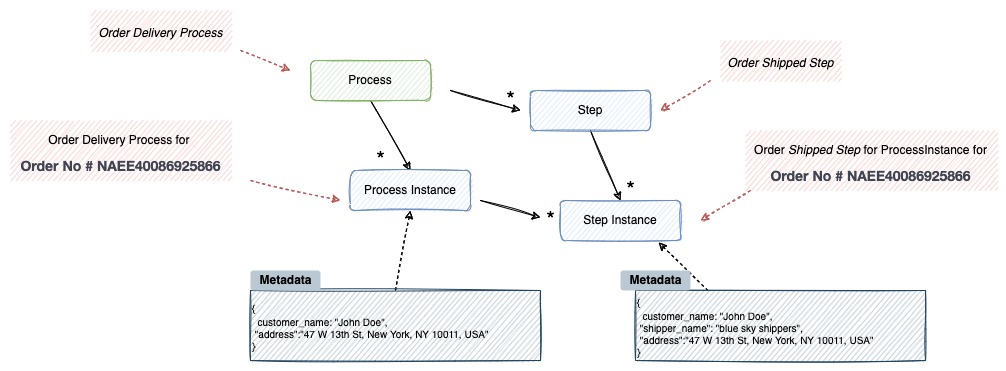 Order Delivery Process
Order Shipped Step
Process
*
Step
Order Delivery Process for
Order No # NAEE40086925866
Order Shipped Step for ProcessInstance for
Order No # NAEE40086925866
*
*
Process Instance
*
Step Instance
Metadata
{
customer_name: "John Doe",
"address":"47 W 13th St, New York, NY 10011, USA"
}
Metadata
{
customer_name: "John Doe",
"shipper_name": "blue sky shippers",
"address":"47 W 13th St, New York, NY 10011, USA"
}